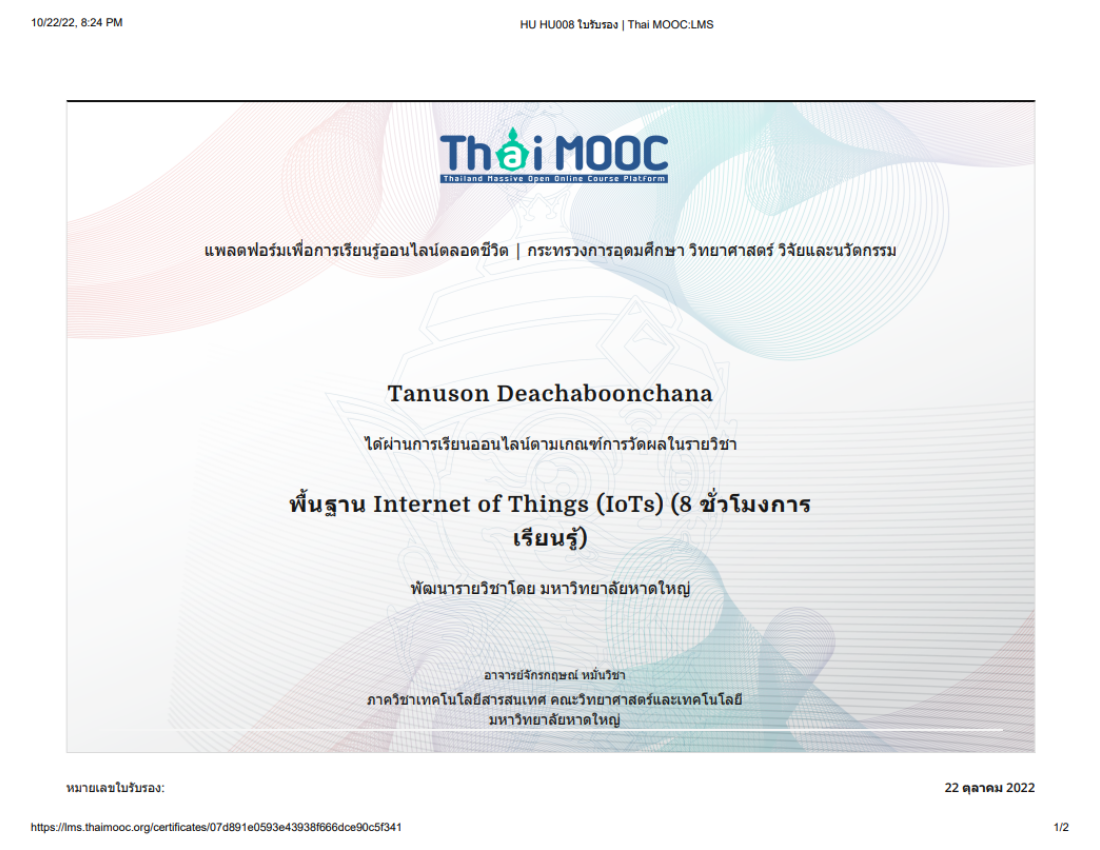 10/22/22, 8:24 PM
HU HU008 ใบรับรอง | Thai MOOC:LMS
Thai MOOC
Thailand Massive Open Online Course Platform
แพลตฟอร์มเพื่อการเรียนรู้ออนไลน์ตลอดชีวิต | กระทรวงการอุดมศึกษา วิทยาศาสตร์ วิจัยและนวัตกรรม
Tanuson Deachaboonchana
ได้ผ่านการเรียนออนไลน์ตามเกณฑ์การวัดผลในรายวิชา
พื้นฐาน Internet of Things (IoTs) (8 ชั่วโมงการ
เรียนรู้)
พัฒนารายวิชาโดย มหาวิทยาลัยหาดใหญ่
อาจารย์จักรกฤษณ์ หมั่นวิชา
ภาควิชาเทคโนโลยีสารสนเทศ คณะวิทยาศาสตร์และเทคโนโลยี
มหาวิทยาลัยหาดใหญ่
หมายเลขใบรับรอง:
22 ตุลาคม 2022
https://lms.thaimooc.org/certificates/07d891e0593e43938f666dce90c5f341
1/2